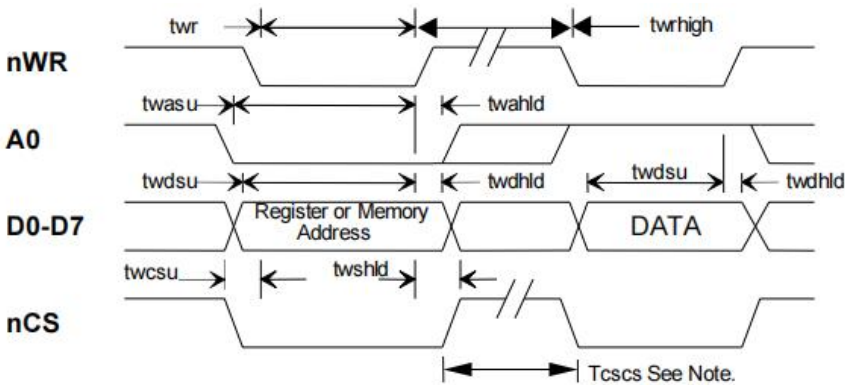 twr twrhigh
nWR
twasu twahld
A0
twdsu twdhld twdsu twdhld
D0-D7
Register or Memory
Address
DATA
twcsu twshld
nCS
Tcscs See Note.